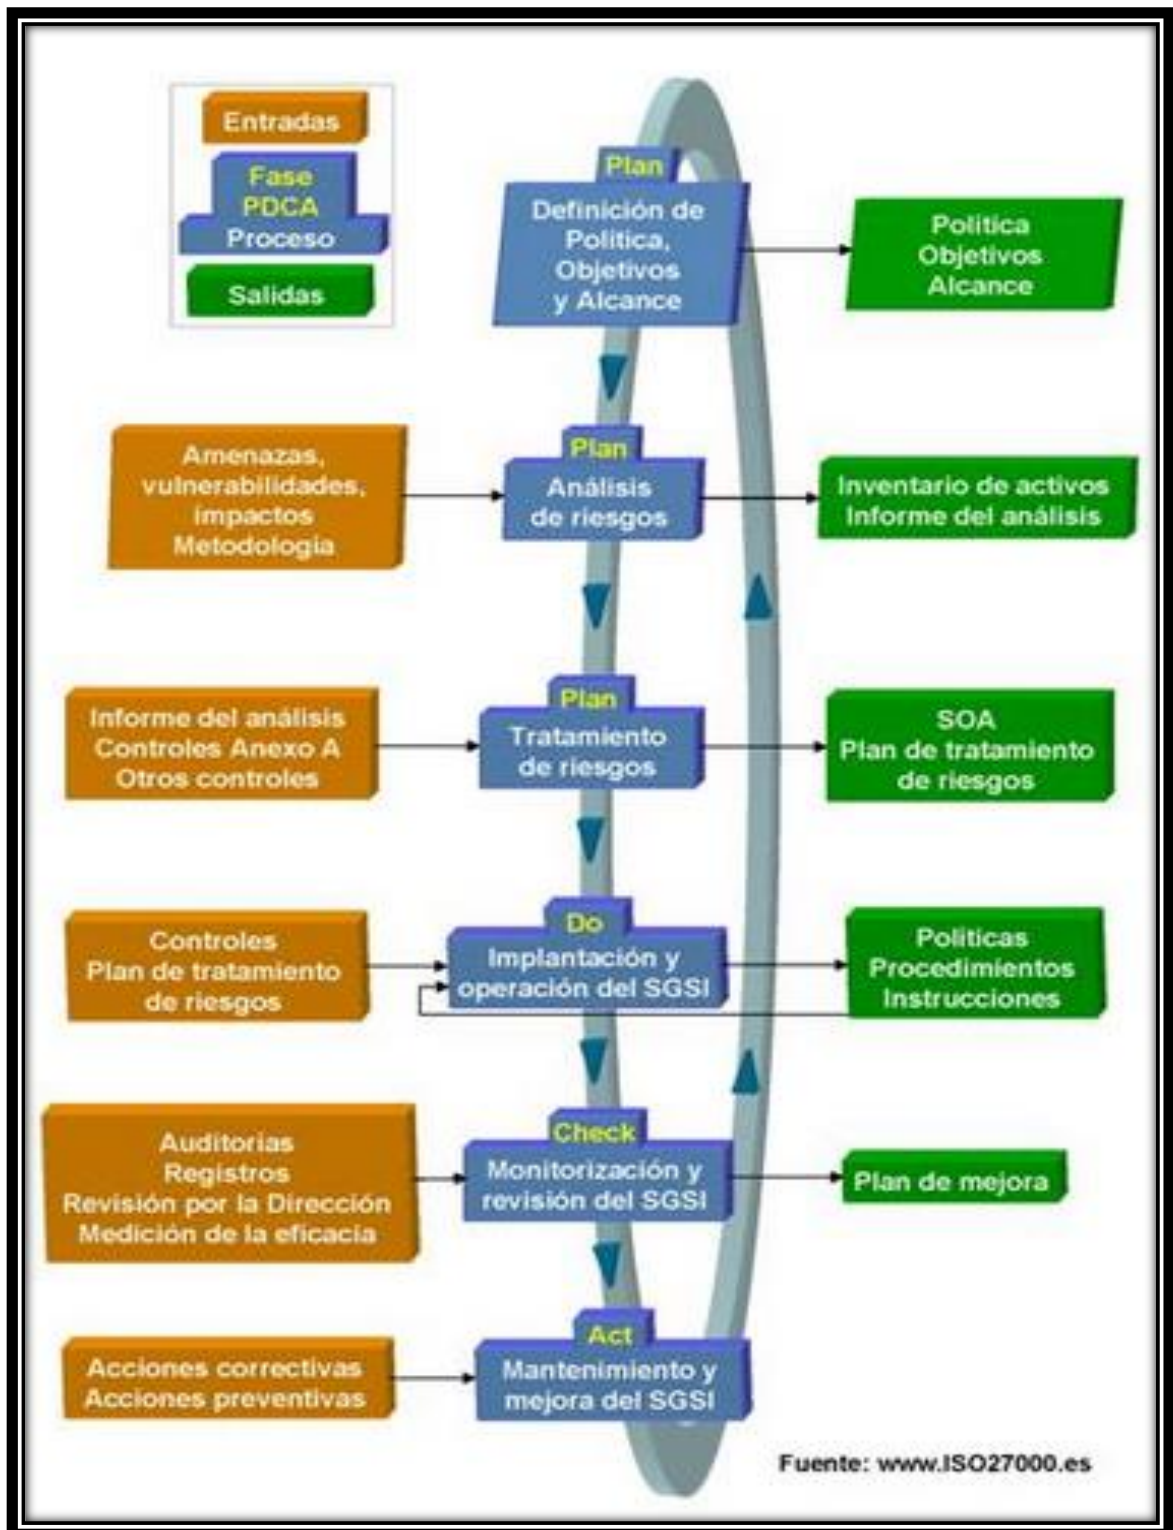 Entradas
Fase
PDCA
Proceso
Salidas
Plan
Definición de
Política,
Objetivos
y Alcance
Política
Objetivos
Alcance
Amenazas,
vulnerabilidades,
impactos
Metodología
Plan
Análisis
de riesgos
Inventario de activos
Informe del análisis
Informe del análisis
Controles Anexo A
Otros controles
Plan
Tratamiento
de riesgos
SOA
Plan de tratamiento
de riesgos
Controles
Plan de tratamiento
de riesgos
Do
Implantación y
operación del SGSI
Políticas
Procedimientos
Instrucciones
Auditorías
Registros
Revisión por la Dirección
Medición de la eficacia
Check
Monitorización y
revisión del SGSI
Plan de mejora
Acciones correctivas
Acciones preventivas
Act
Mantenimiento y
mejora del SGSI
Fuente: www.ISO27000.es